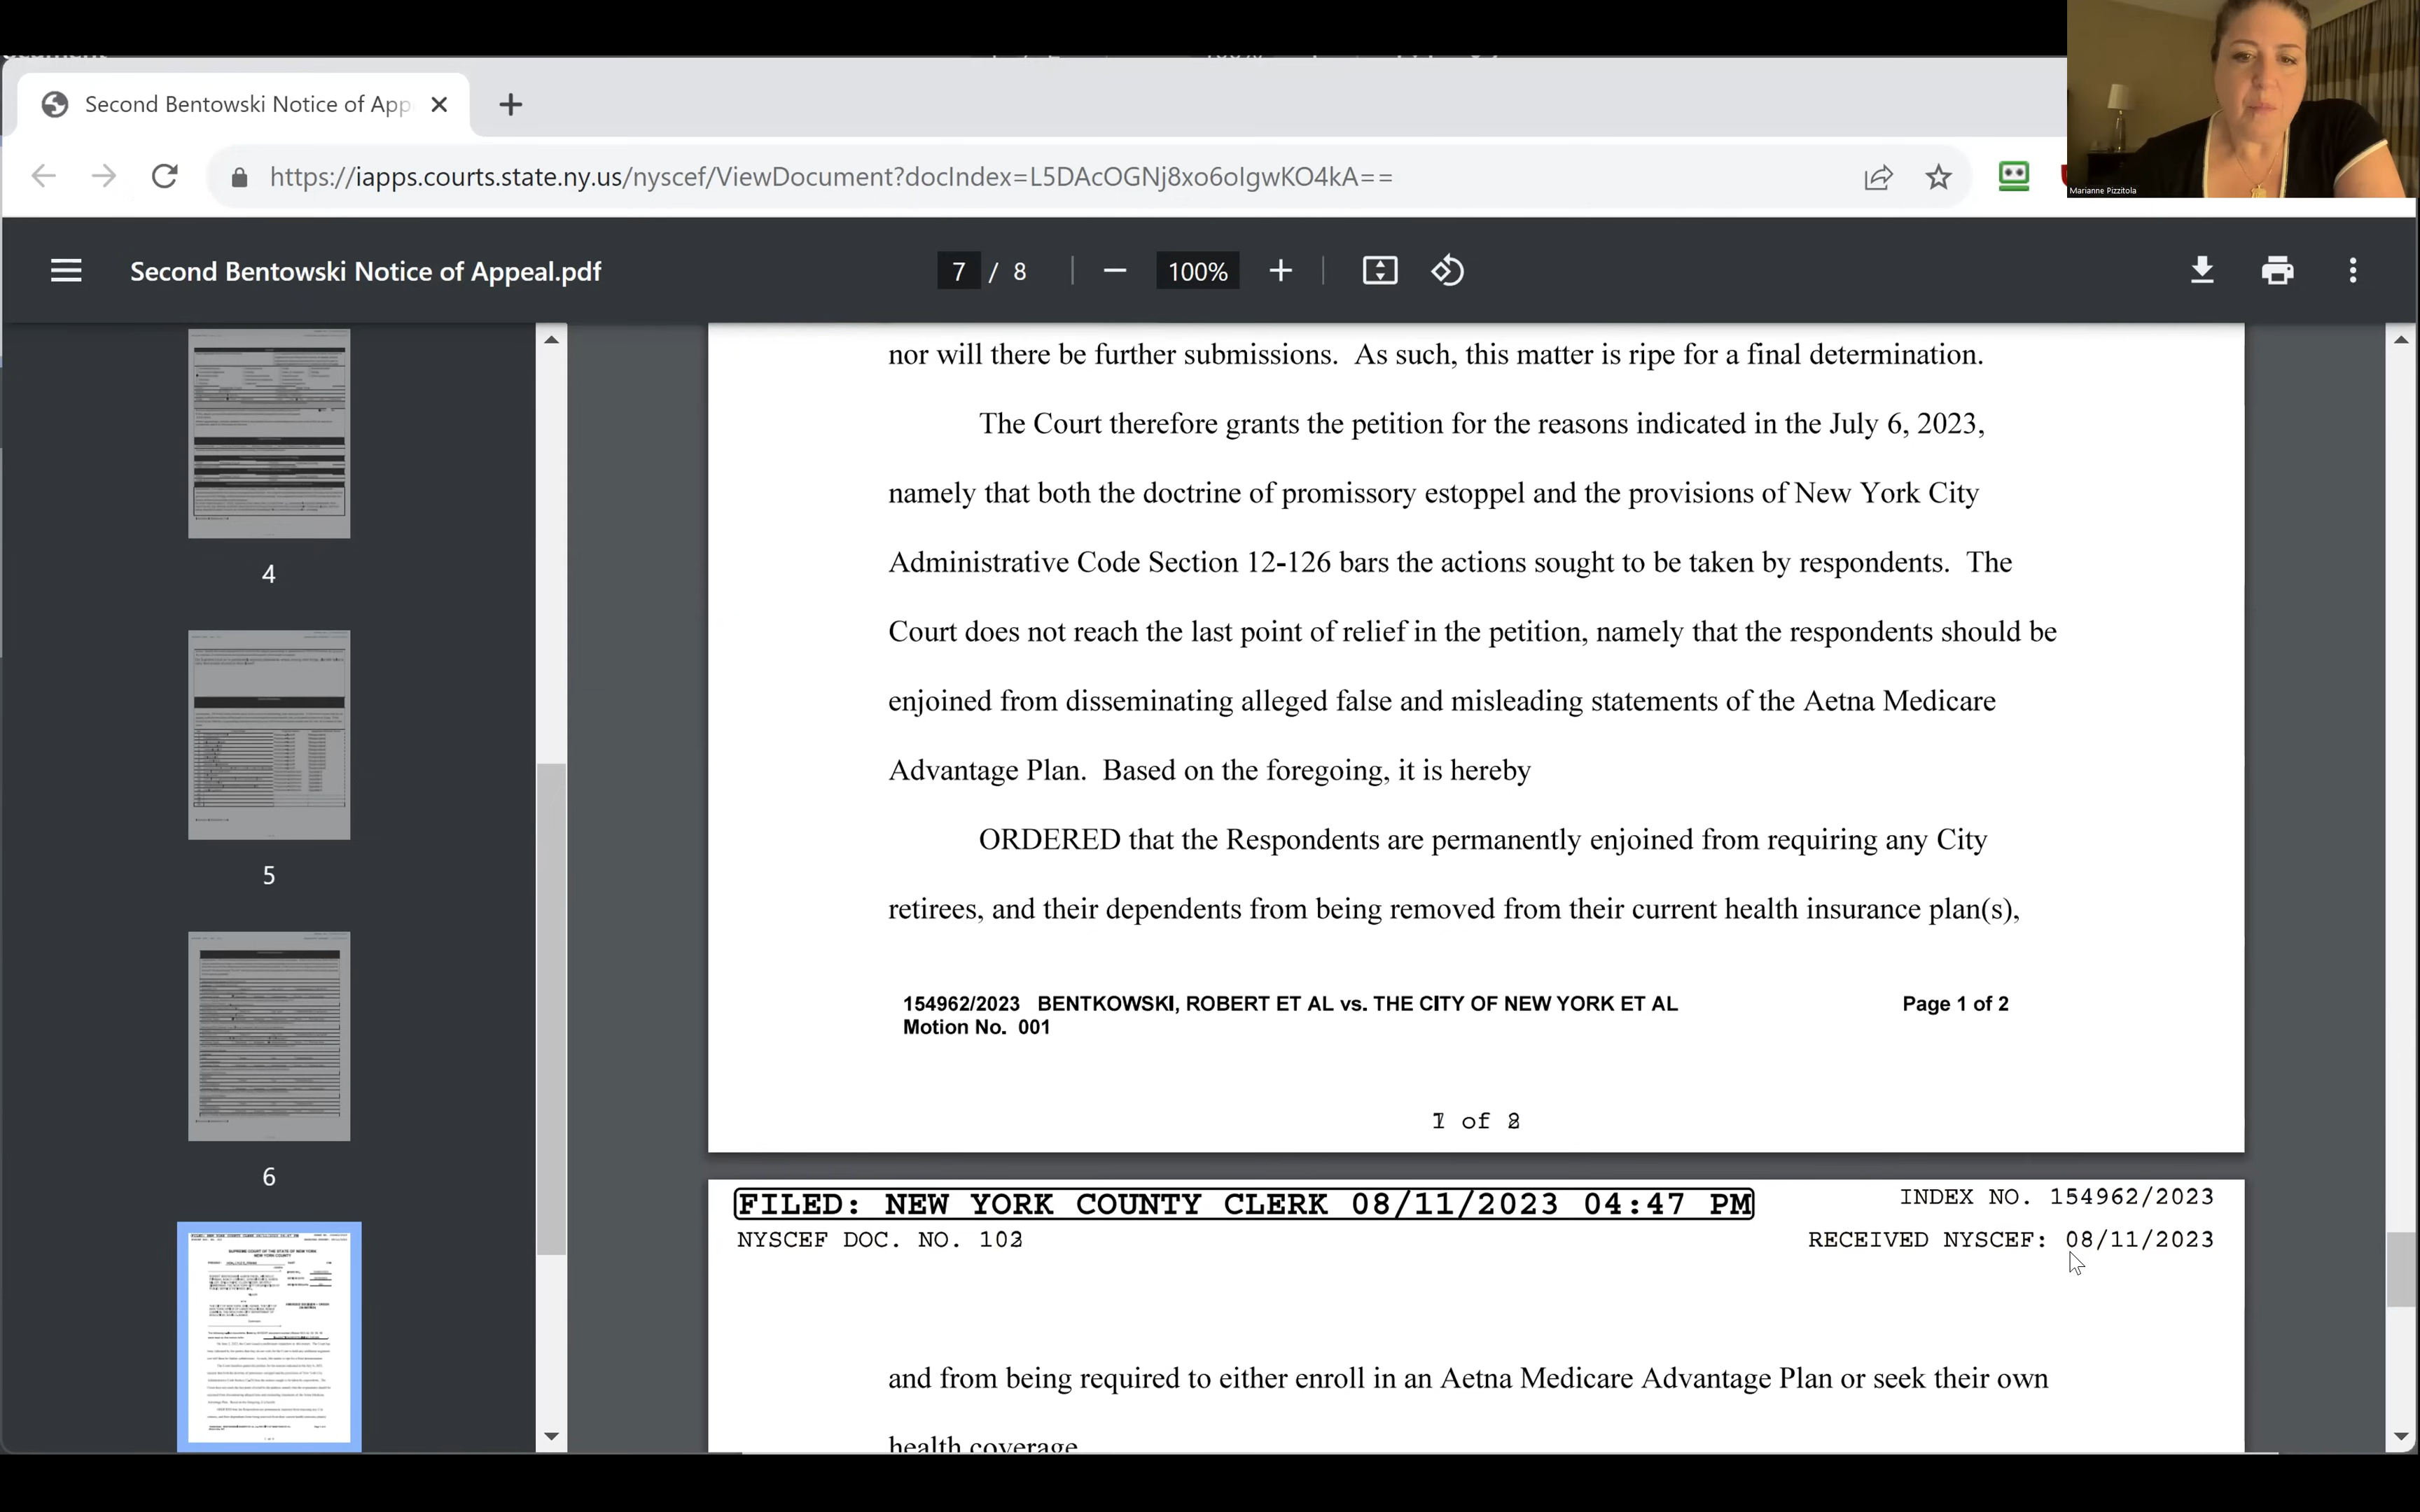 Second Bentowski Notice of App
https://iapps.courts.state.ny.us/nyscef/ViewDocument?docIndex=L5DAcOGNj8xo6oIgwKO4kA==
Marianne Pizzitola
Second Bentowski Notice of Appeal.pdf
7 / 8
100%
4
5
6
nor will there be further submissions. As such, this matter is ripe for a final determination.
The Court therefore grants the petition for the reasons indicated in the July 6, 2023,
namely that both the doctrine of promissory estoppel and the provisions of New York City
Administrative Code Section 12-126 bars the actions sought to be taken by respondents. The
Court does not reach the last point of relief in the petition, namely that the respondents should be
enjoined from disseminating alleged false and misleading statements of the Aetna Medicare
Advantage Plan. Based on the foregoing, it is hereby
ORDERED that the Respondents are permanently enjoined from requiring any City
retirees, and their dependents from being removed from their current health insurance plan(s),
154962/2023 BENTKOWSKI, ROBERT ET AL vs. THE CITY OF NEW YORK ET AL
Motion No. 001
Page 1 of 2
of
FILED: NEW YORK COUNTY CLERK 08/11/2023 04:47 PM
INDEX NO. 154962/2023
NYSCEF DOC. NO.
RECEIVED NYSCEF: 08/11/2023
and from being required to either enroll in an Aetna Medicare Advantage Plan or seek their own
health coverage